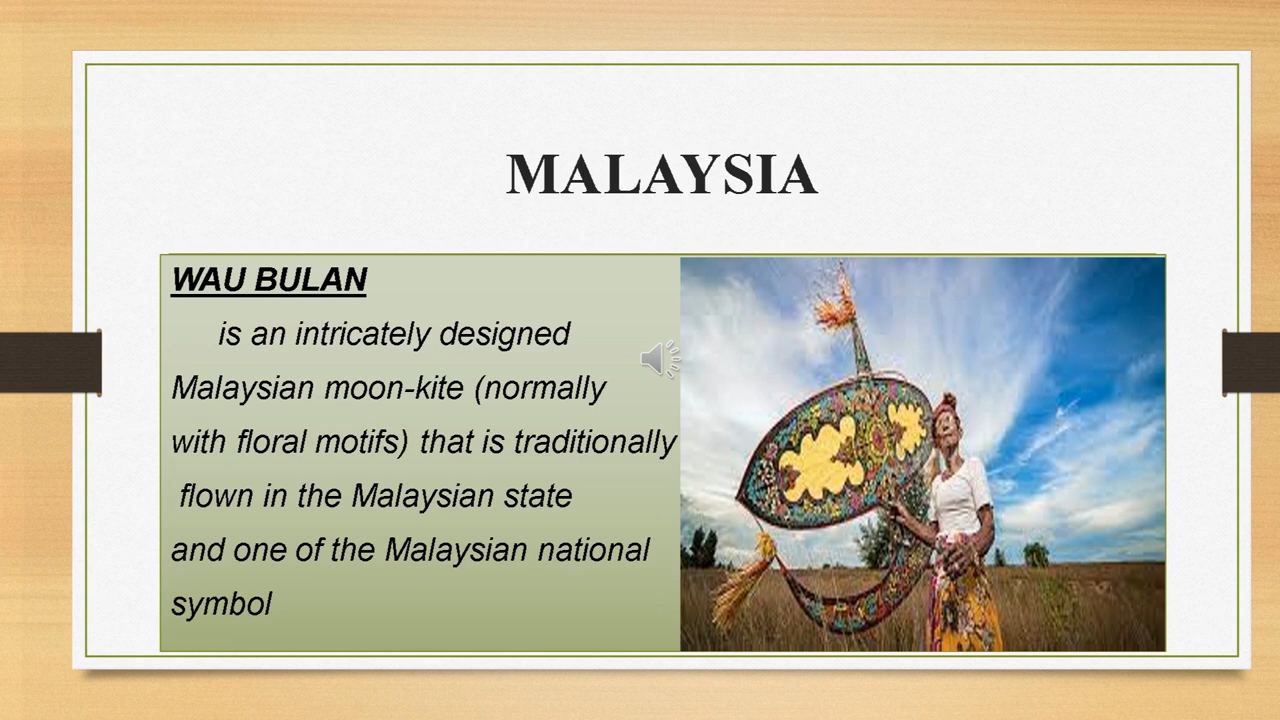 MALAYSIA
WAU BULAN
is an intricately designed
Malaysian moon-kite (normally
with floral motifs) that is traditionally
flown in the Malaysian state
and one of the Malaysian national
symbol